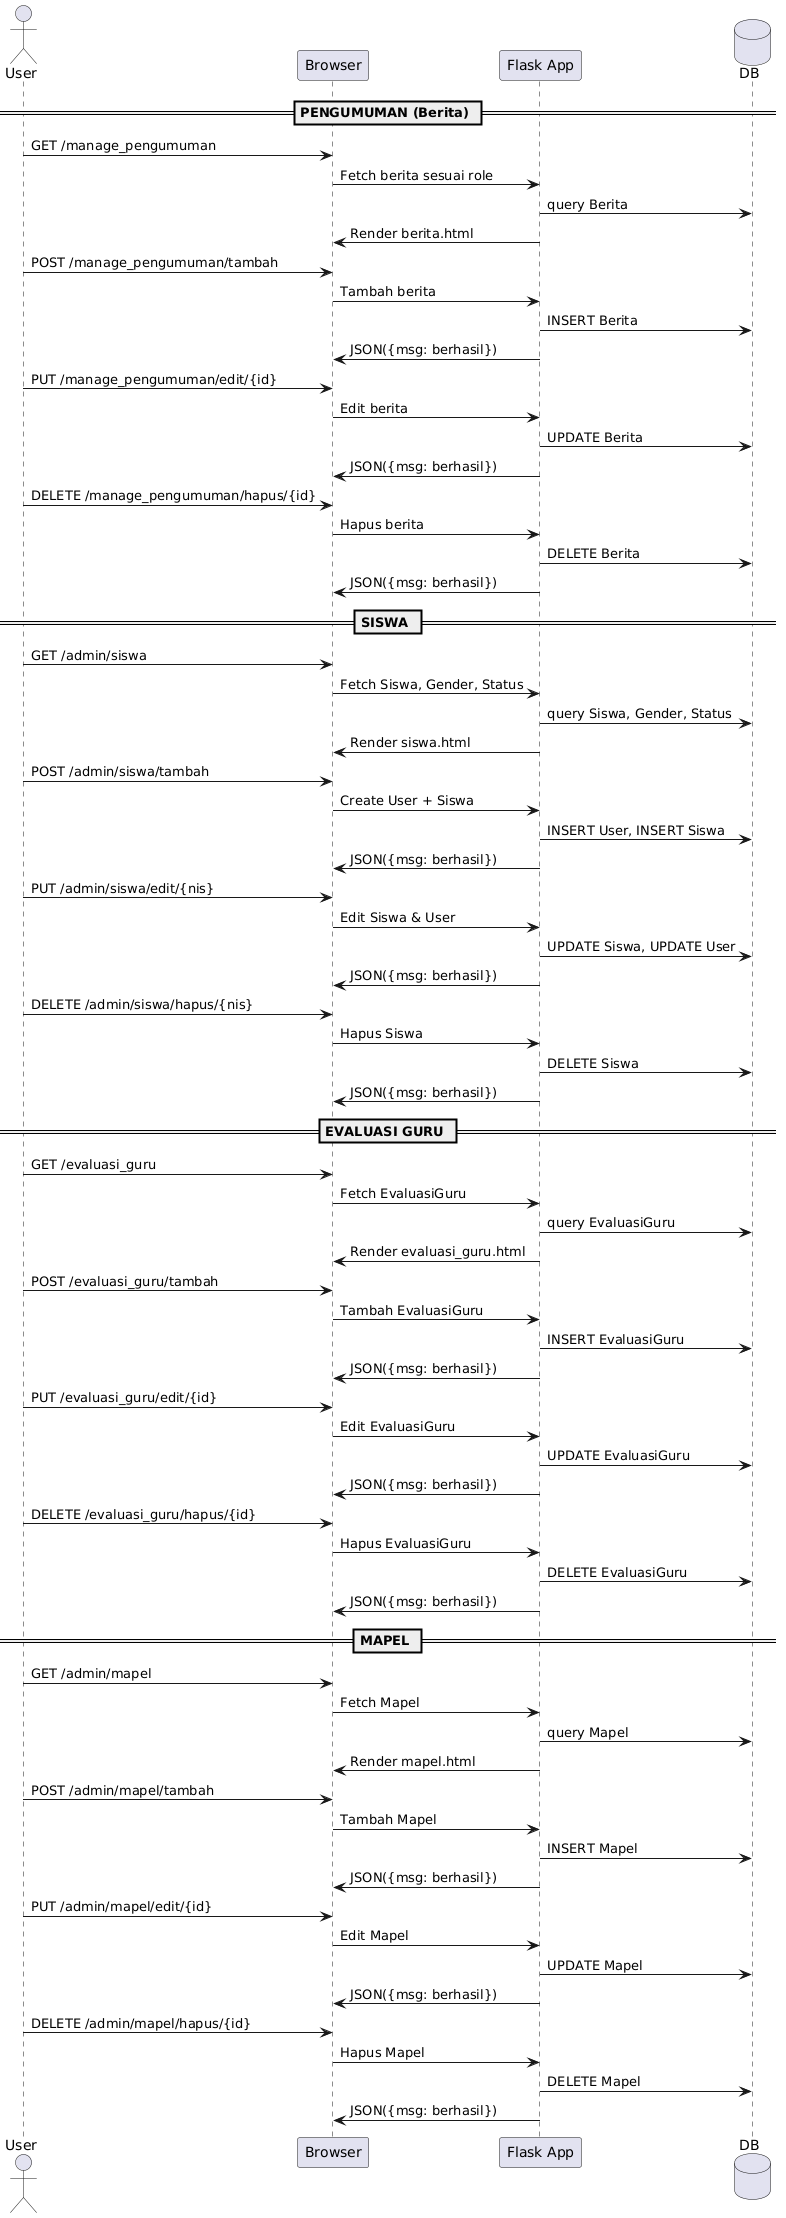 User
Browser
Flask App
DB
PENGUMUMAN (Berita)
GET /manage_pengumuman
Fetch berita sesuai role
query Berita
Render berita.html
POST /manage_pengumuman/tambah
Tambah berita
INSERT Berita
JSON({msg: berhasil})
PUT /manage_pengumuman/edit/{id}
Edit berita
UPDATE Berita
JSON({msg: berhasil})
DELETE /manage_pengumuman/hapus/{id}
Hapus berita
DELETE Berita
JSON({msg: berhasil})
SISWA
GET /admin/siswa
Fetch Siswa, Gender, Status
query Siswa, Gender, Status
Render siswa.html
POST /admin/siswa/tambah
Create User + Siswa
INSERT User, INSERT Siswa
JSON({msg: berhasil})
PUT /admin/siswa/edit/{nis}
Edit Siswa & User
UPDATE Siswa, UPDATE User
JSON({msg: berhasil})
DELETE /admin/siswa/hapus/{nis}
Hapus Siswa
DELETE Siswa
JSON({msg: berhasil})
EVALUASI GURU
GET /evaluasi_guru
Fetch EvaluasiGuru
query EvaluasiGuru
Render evaluasi_guru.html
POST /evaluasi_guru/tambah
Tambah EvaluasiGuru
INSERT EvaluasiGuru
JSON({msg: berhasil})
PUT /evaluasi_guru/edit/{id}
Edit EvaluasiGuru
UPDATE EvaluasiGuru
JSON({msg: berhasil})
DELETE /evaluasi_guru/hapus/{id}
Hapus EvaluasiGuru
DELETE EvaluasiGuru
JSON({msg: berhasil})
MAPEL
GET /admin/mapel
Fetch Mapel
query Mapel
Render mapel.html
POST /admin/mapel/tambah
Tambah Mapel
INSERT Mapel
JSON({msg: berhasil})
PUT /admin/mapel/edit/{id}
Edit Mapel
UPDATE Mapel
JSON({msg: berhasil})
DELETE /admin/mapel/hapus/{id}
Hapus Mapel
DELETE Mapel
JSON({msg: berhasil})
User
Browser
Flask App
DB